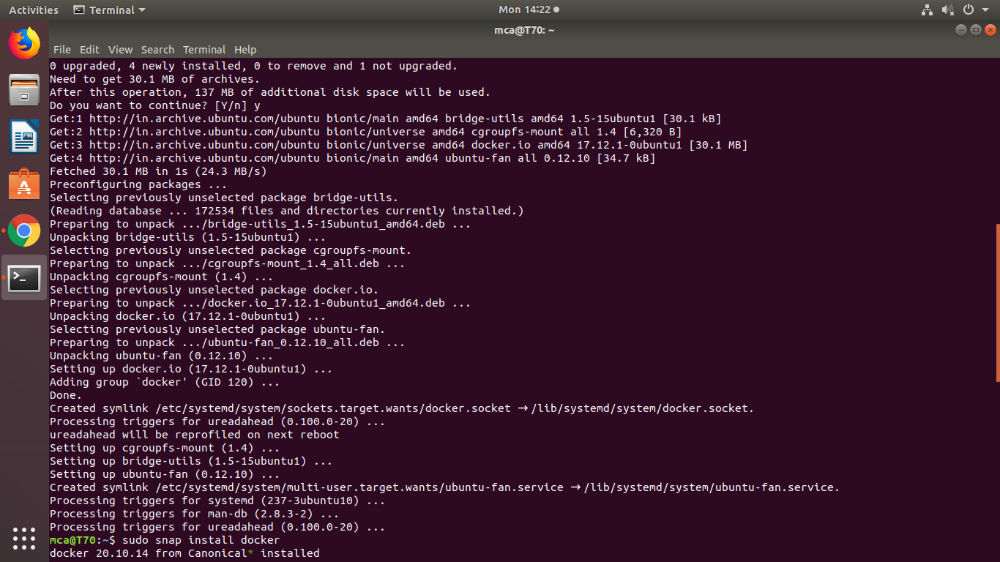 Activities Terminal Mon 14:22
mca@T70: ~
File Edit View Search Terminal Help
0 upgraded, 4 newly installed, 0 to remove and 1 not upgraded.
Need to get 30.1 MB of archives.
After this operation, 137 MB of additional disk space will be used.
Do you want to continue? [Y/n] y
Get:1 http://in.archive.ubuntu.com/ubuntu bionic/main amd64 bridge-utils amd64 1.5-15ubuntu1 [30.1 kB]
Get:2 http://in.archive.ubuntu.com/ubuntu bionic/universe amd64 cgroupfs-mount all 1.4 [6,320 B]
Get:3 http://in.archive.ubuntu.com/ubuntu bionic/universe amd64 docker.io amd64 17.12.1-0ubuntu1 [30.1 MB]
Get:4 http://in.archive.ubuntu.com/ubuntu bionic/main amd64 ubuntu-fan all 0.12.10 [34.7 kB]
Fetched 30.1 MB in 1s (24.3 MB/s)
Preconfiguring packages ...
Selecting previously unselected package bridge-utils.
(Reading database ... 172534 files and directories currently installed.)
Preparing to unpack .../bridge-utils_1.5-15ubuntu1_amd64.deb ...
Unpacking bridge-utils (1.5-15ubuntu1) ...
Selecting previously unselected package cgroupfs-mount.
Preparing to unpack .../cgroupfs-mount_1.4_all.deb ...
Unpacking cgroupfs-mount (1.4) ...
Selecting previously unselected package docker.io.
Preparing to unpack .../docker.io_17.12.1-0ubuntu1_amd64.deb ...
Unpacking docker.io (17.12.1-0ubuntu1) ...
Selecting previously unselected package ubuntu-fan.
Preparing to unpack .../ubuntu-fan_0.12.10_all.deb ...
Unpacking ubuntu-fan (0.12.10) ...
Setting up docker.io (17.12.1-0ubuntu1) ...
Adding group `docker' (GID 120) ...
Done.
Created symlink /etc/systemd/system/sockets.target.wants/docker.socket → /lib/systemd/system/docker.socket.
Processing triggers for ureadahead (0.100.0-20) ...
ureadahead will be reprofiled on next reboot
Setting up cgroupfs-mount (1.4) ...
Setting up bridge-utils (1.5-15ubuntu1) ...
Setting up ubuntu-fan (0.12.10) ...
Created symlink /etc/systemd/system/multi-user.target.wants/ubuntu-fan.service → /lib/systemd/system/ubuntu-fan.service.
Processing triggers for systemd (237-3ubuntu10) ...
Processing triggers for man-db (2.8.3-2) ...
Processing triggers for ureadahead (0.100.0-20) ...
mca@T70:~$ sudo snap install docker
docker 20.10.14 from Canonical* installed